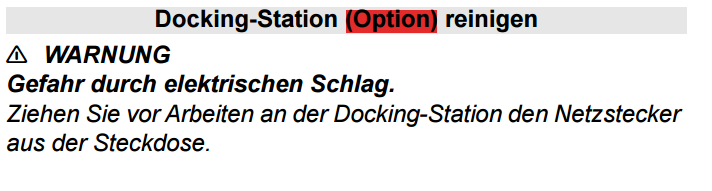 Docking-Station (Option) reinigen
⚠ WARNUNG
Gefahr durch elektrischen Schlag.
Ziehen Sie vor Arbeiten an der Docking-Station den Netzstecker
aus der Steckdose.